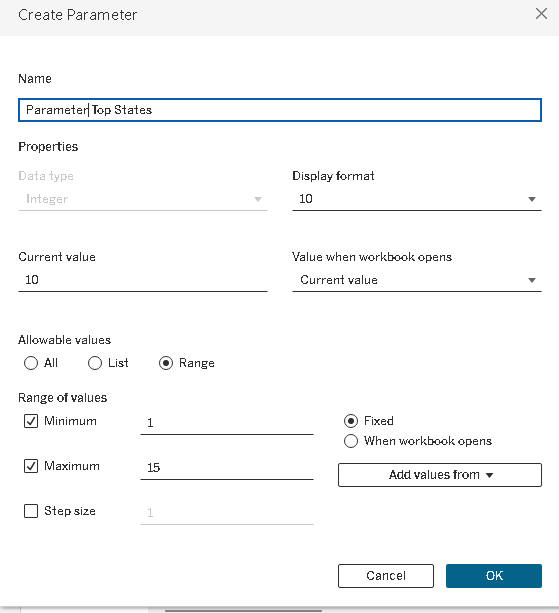 Create Parameter
Name
Parameter Top States
Properties
Data type
Display format
Integer
10
Current value
Value when workbook opens
10
Current value
Allowable values
All
List
Range
Range of values
Minimum
1
Fixed
When workbook opens
Maximum
15
Add values from
Step size
1
Cancel
OK